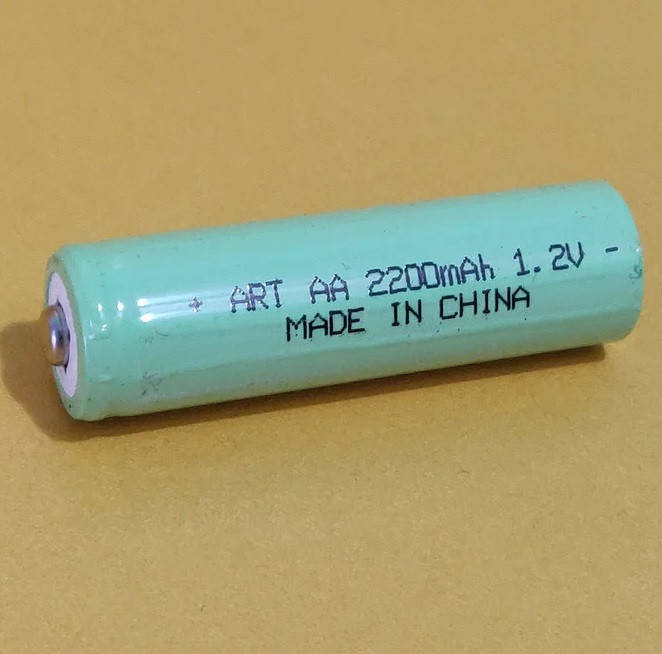 + ART AA 2200mAh 1.2V -
MADE IN CHINA